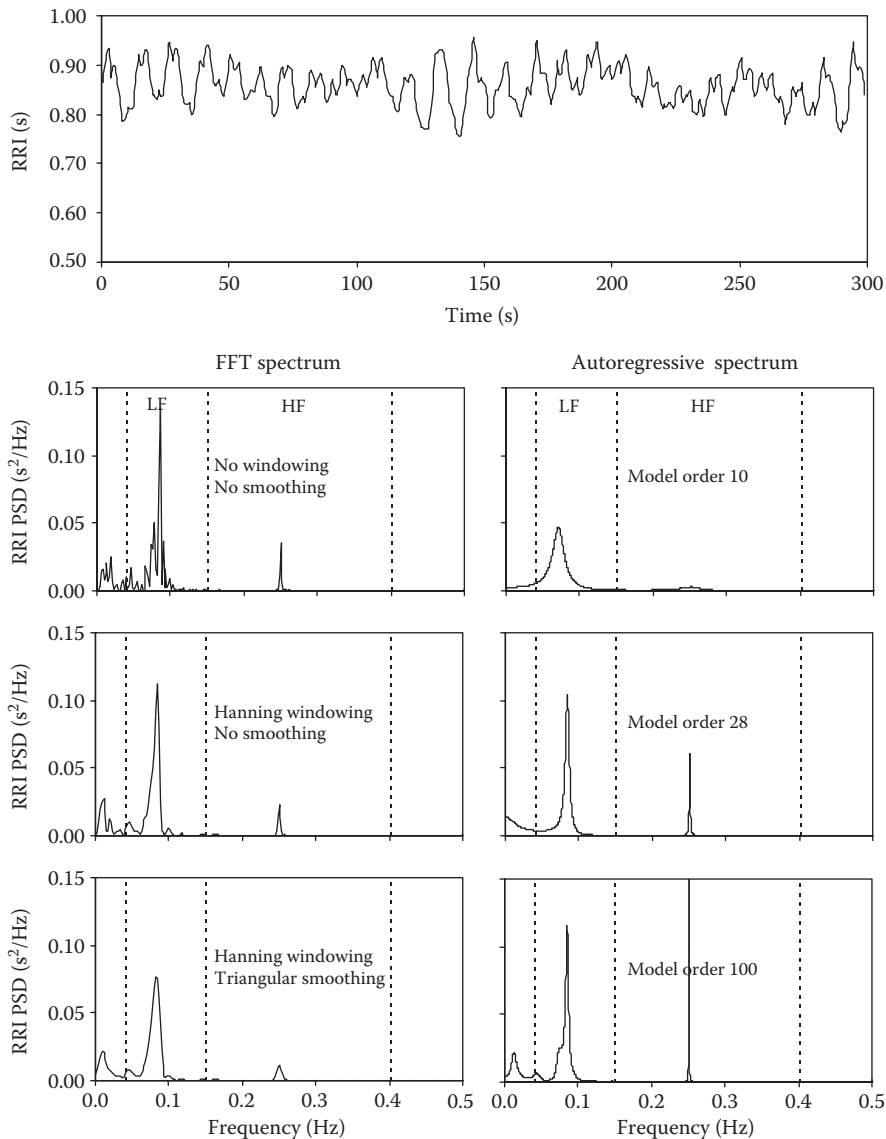 1.00
0.90
0.80
0.70
0.60
0.50
RRI (s)
0 50 100 150 200 250 300
Time (s)
FFT spectrum
Autoregressive spectrum
0.15
0.10
0.05
0.00
RRI PSD (s²/Hz)
LF HF
No windowing
No smoothing
LF HF
Model order 10
0.15
0.10
0.05
0.00
RRI PSD (s²/Hz)
Hanning windowing
No smoothing
Model order 28
0.15
0.10
0.05
0.00
RRI PSD (s²/Hz)
Hanning windowing
Triangular smoothing
Model order 100
0.0 0.1 0.2 0.3 0.4 0.5
Frequency (Hz)
0.0 0.1 0.2 0.3 0.4 0.5
Frequency (Hz)